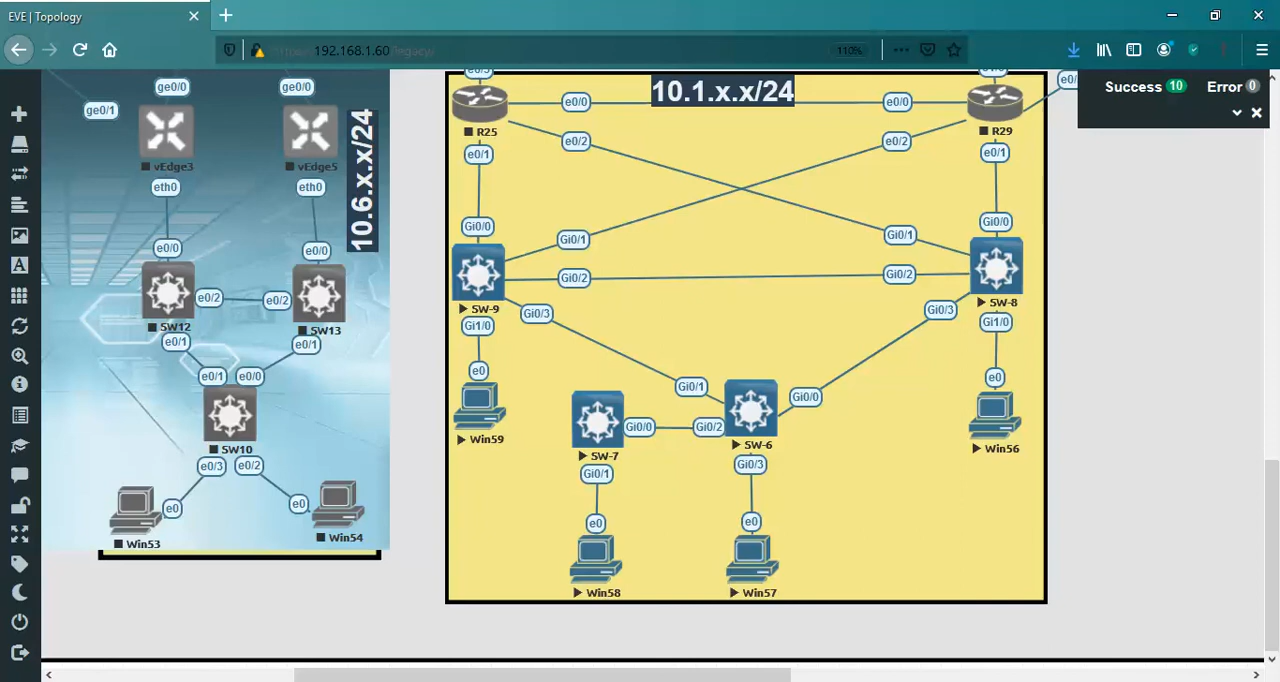 EVE | Topology
192.168.1.60/legacy/
110%
Success 10 Error 0
ge0/0
ge0/0
ge0/1
vEdge3
vEdge5
10.6.x.x/24
eth0
eth0
e0/0
e0/0
e0/2
e0/2
SW12
SW13
e0/1
e0/1
e0/1
e0/0
SW10
e0/3
e0/2
e0
e0
Win53
Win54
10.1.x.x/24
e0/0
e0/0
R25
R29
e0/2
e0/2
e0/1
e0/1
Gi0/0
Gi0/0
Gi0/1
Gi0/1
Gi0/2
Gi0/2
SW-9
SW-8
Gi0/3
Gi0/3
Gi1/0
Gi1/0
e0
e0
Gi0/1
Gi0/0
Win59
Win56
Gi0/0
Gi0/2
SW-7
SW-6
Gi0/1
Gi0/3
e0
e0
Win58
Win57